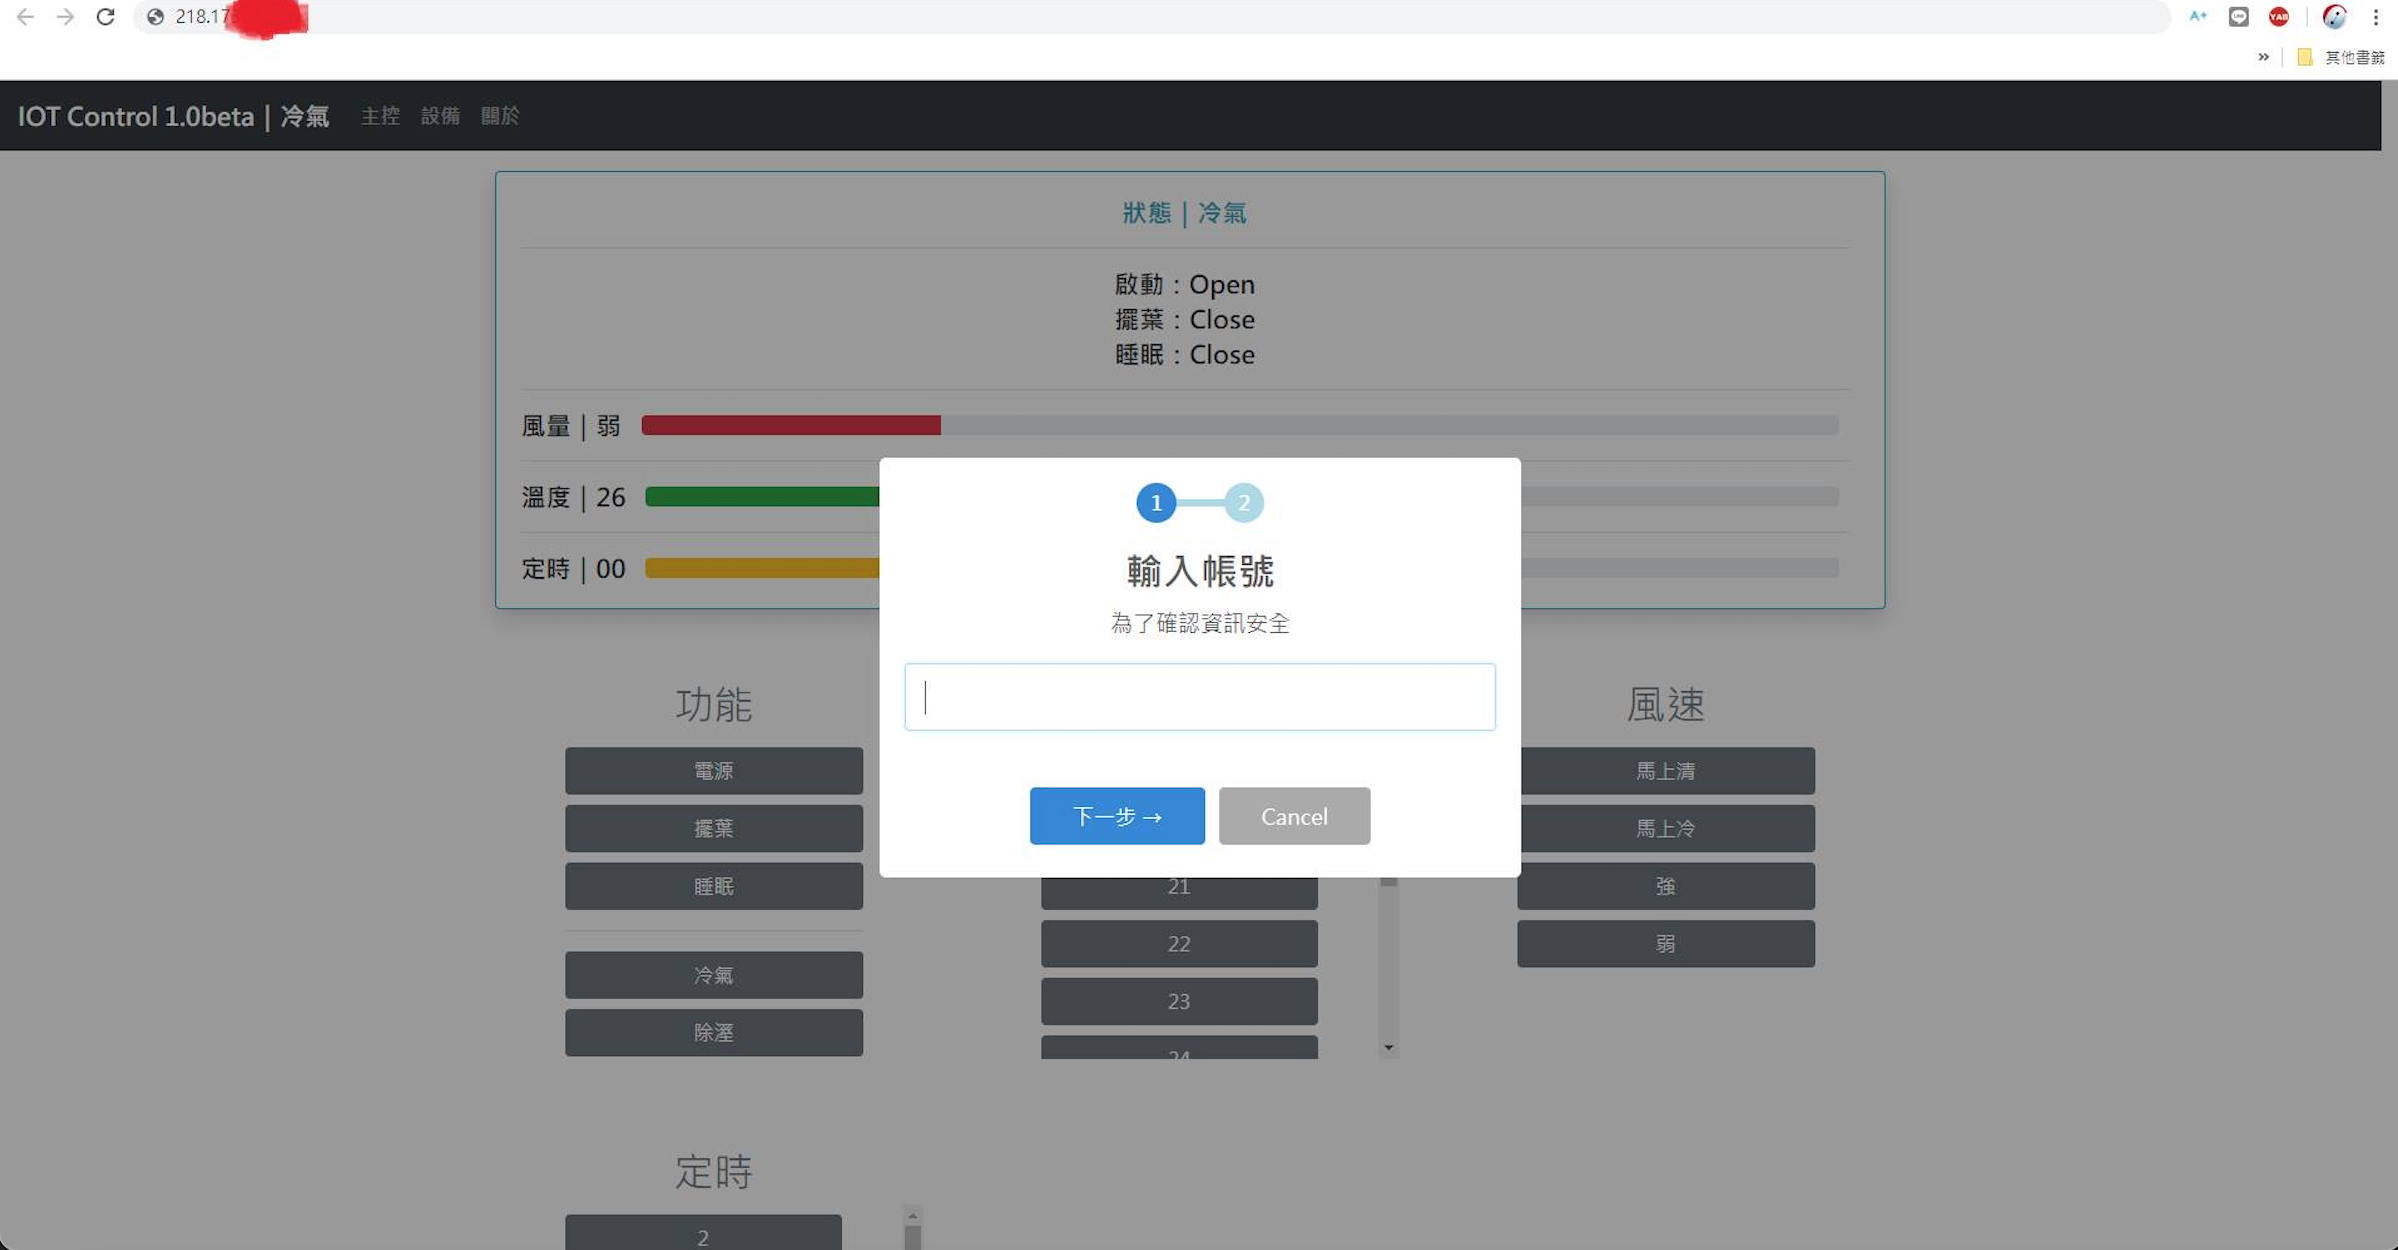 218.17
A+
YAB
»
其他書籤
IOT Control 1.0beta | 冷氣 主控 設備 關於
狀態 | 冷氣
啟動：Open
擺葉：Close
睡眠：Close
風量 | 弱
溫度 | 26
定時 | 00
1 2
輸入帳號
為了確認資訊安全
下一步 →
Cancel
功能
電源
擺葉
睡眠
冷氣
除溼
21
22
23
24
風速
馬上清
馬上冷
強
弱
定時
2